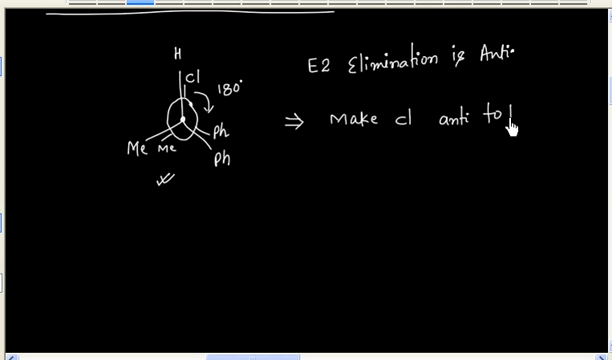 H
Cl
180°
E2 Elimination is Anti.
⇒ Make cl anti to
Ph
Me Me
Ph